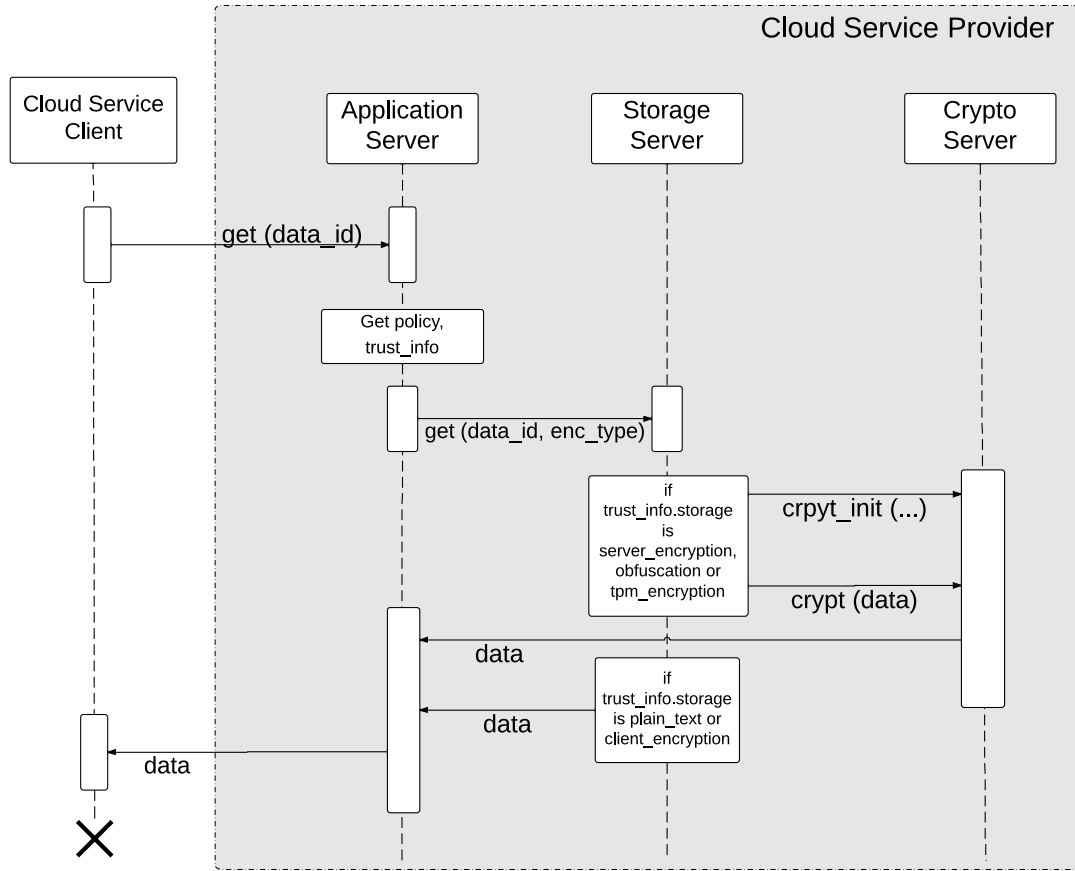 Cloud Service Provider
Cloud Service
Client
Application
Server
Storage
Server
Crypto
Server
get (data_id)
Get policy,
trust_info
get (data_id, enc_type)
if
trust_info.storage
is
server_encryption,
obfuscation or
tpm_encryption
crpyt_init (...)
crypt (data)
data
if
trust_info.storage
is plain_text or
client_encryption
data
data